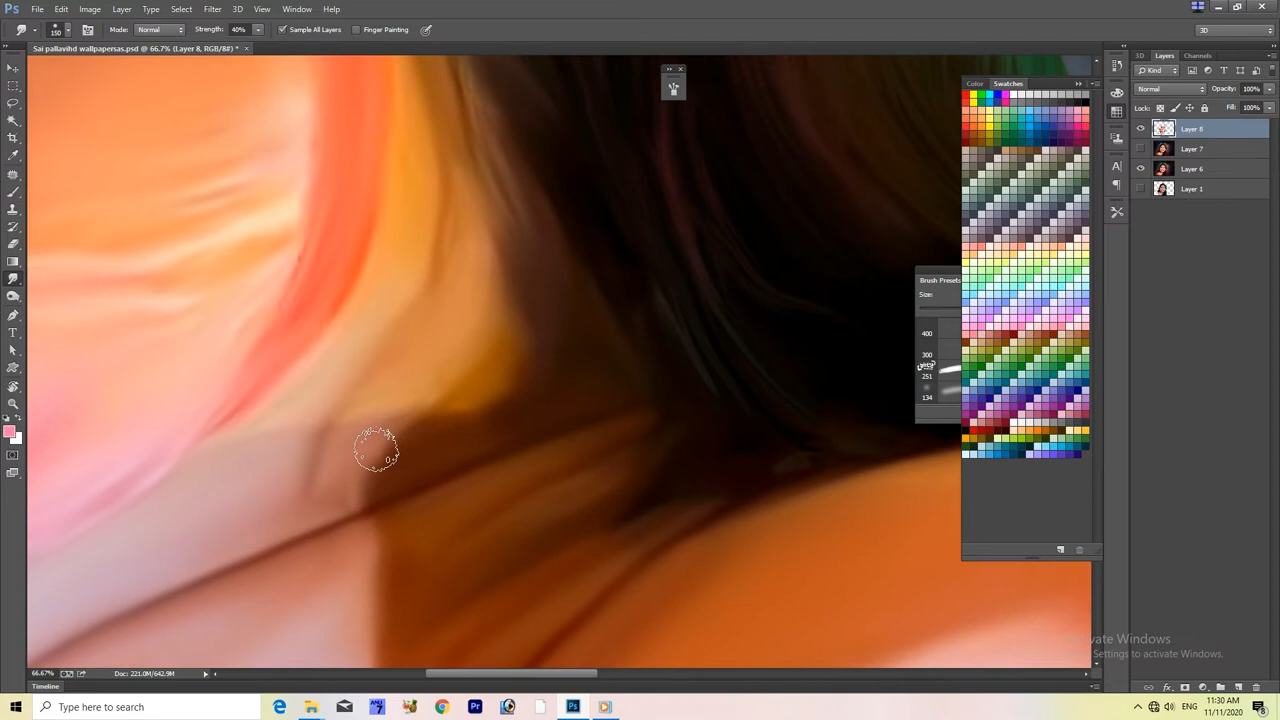 Ps File Edit Image Layer Type Select Filter 3D View Window Help
150 Mode: Normal Strength: 40% Sample All Layers Finger Painting 3D
Sai pallavihd wallpapersas.psd @ 66.7% (Layer 8, RGB/8#) * ×
3D Layers Channels
Kind
Color Swatches
Normal Opacity: 100%
Lock: Fill: 100%
Layer 8
Layer 7
Layer 6
Layer 1
Brush Presets
Size:
400
300
251
134
Activate Windows
Settings to activate Windows.
66.67% Doc: 221.0M/642.9M
Timeline
Type here to search
ENG
11:30 AM
11/11/2020
8